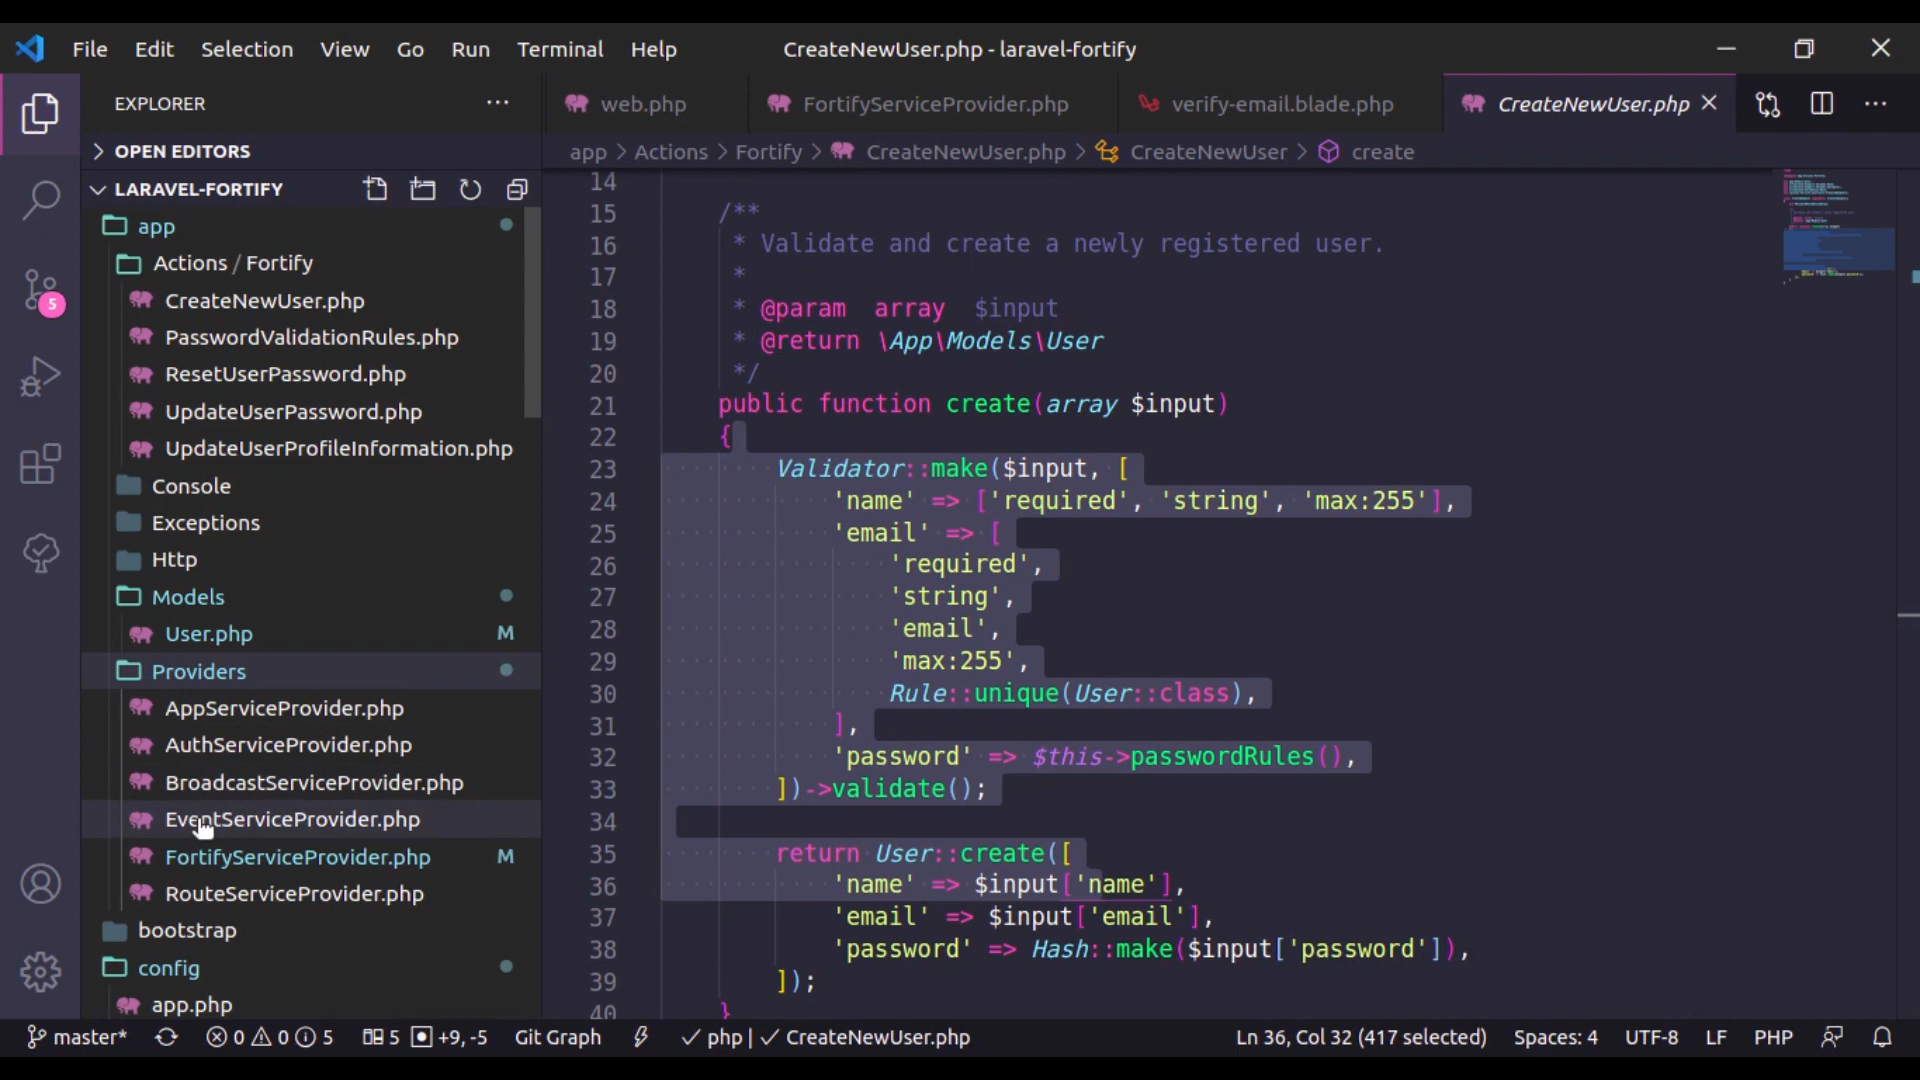 File Edit Selection View Go Run Terminal Help
CreateNewUser.php - laravel-fortify
EXPLORER
OPEN EDITORS
LARAVEL-FORTIFY
app
Actions / Fortify
CreateNewUser.php
PasswordValidationRules.php
ResetUserPassword.php
UpdateUserPassword.php
UpdateUserProfileInformation.php
Console
Exceptions
Http
Models
User.php M
Providers
AppServiceProvider.php
AuthServiceProvider.php
BroadcastServiceProvider.php
EventServiceProvider.php
FortifyServiceProvider.php M
RouteServiceProvider.php
bootstrap
config
app.php
5
web.php FortifyServiceProvider.php verify-email.blade.php CreateNewUser.php
app > Actions > Fortify > CreateNewUser.php > CreateNewUser > create
14
15 /**
16 * Validate and create a newly registered user.
17 *
18 * @param array $input
19 * @return \App\Models\User
20 */
21 public function create(array $input)
22 {
23 Validator::make($input, [
24 'name' => ['required', 'string', 'max:255'],
25 'email' => [
26 'required',
27 'string',
28 'email',
29 'max:255',
30 Rule::unique(User::class),
31 ],
32 'password' => $this->passwordRules(),
33 ])->validate();
34
35 return User::create([
36 'name' => $input['name'],
37 'email' => $input['email'],
38 'password' => Hash::make($input['password']),
39 ]);
40 }
master* 0 0 5 5 +9, -5 Git Graph php | CreateNewUser.php Ln 36, Col 32 (417 selected) Spaces: 4 UTF-8 LF PHP